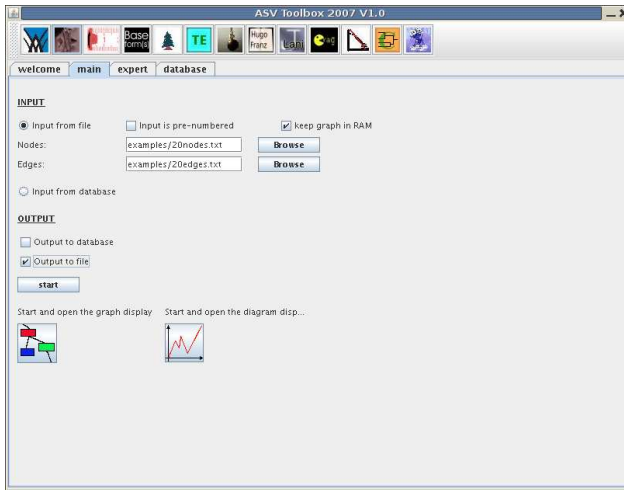 ASV Toolbox 2007 V1.0
Base form(s)
TE
Hugo Franz
welcome main expert database
INPUT
Input from file Input is pre-numbered keep graph in RAM
Nodes: examples/20nodes.txt Browse
Edges: examples/20edges.txt Browse
Input from database
OUTPUT
Output to database
Output to file
start
Start and open the graph display Start and open the diagram disp...